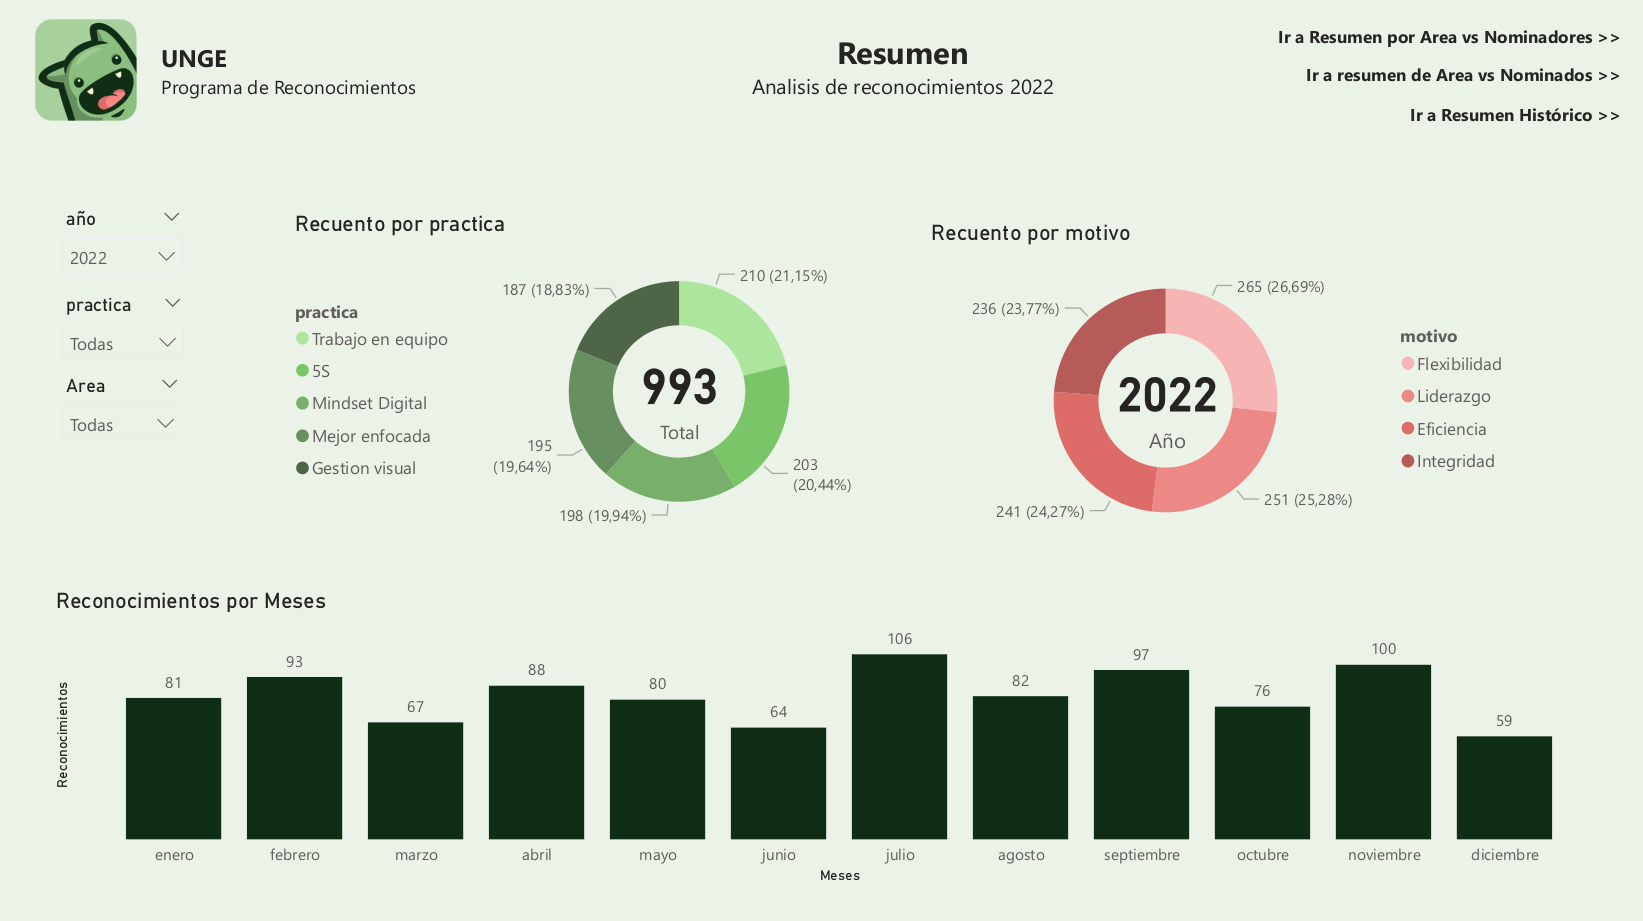 UNGE
Programa de Reconocimientos
Resumen
Analisis de reconocimientos 2022
Ir a Resumen por Area vs Nominadores >>
Ir a resumen de Area vs Nominados >>
Ir a Resumen Histórico >>
año
2022
practica
Todas
Area
Todas
Recuento por practica
practica
Trabajo en equipo
5S
Mindset Digital
Mejor enfocada
Gestion visual
187 (18,83%)
210 (21,15%)
195
(19,64%)
203
(20,44%)
198 (19,94%)
993
Total
Recuento por motivo
236 (23,77%)
265 (26,69%)
241 (24,27%)
251 (25,28%)
2022
Año
motivo
Flexibilidad
Liderazgo
Eficiencia
Integridad
Reconocimientos por Meses
Reconocimientos
81
93
67
88
80
64
106
82
97
76
100
59
enero
febrero
marzo
abril
mayo
junio
julio
agosto
septiembre
octubre
noviembre
diciembre
Meses